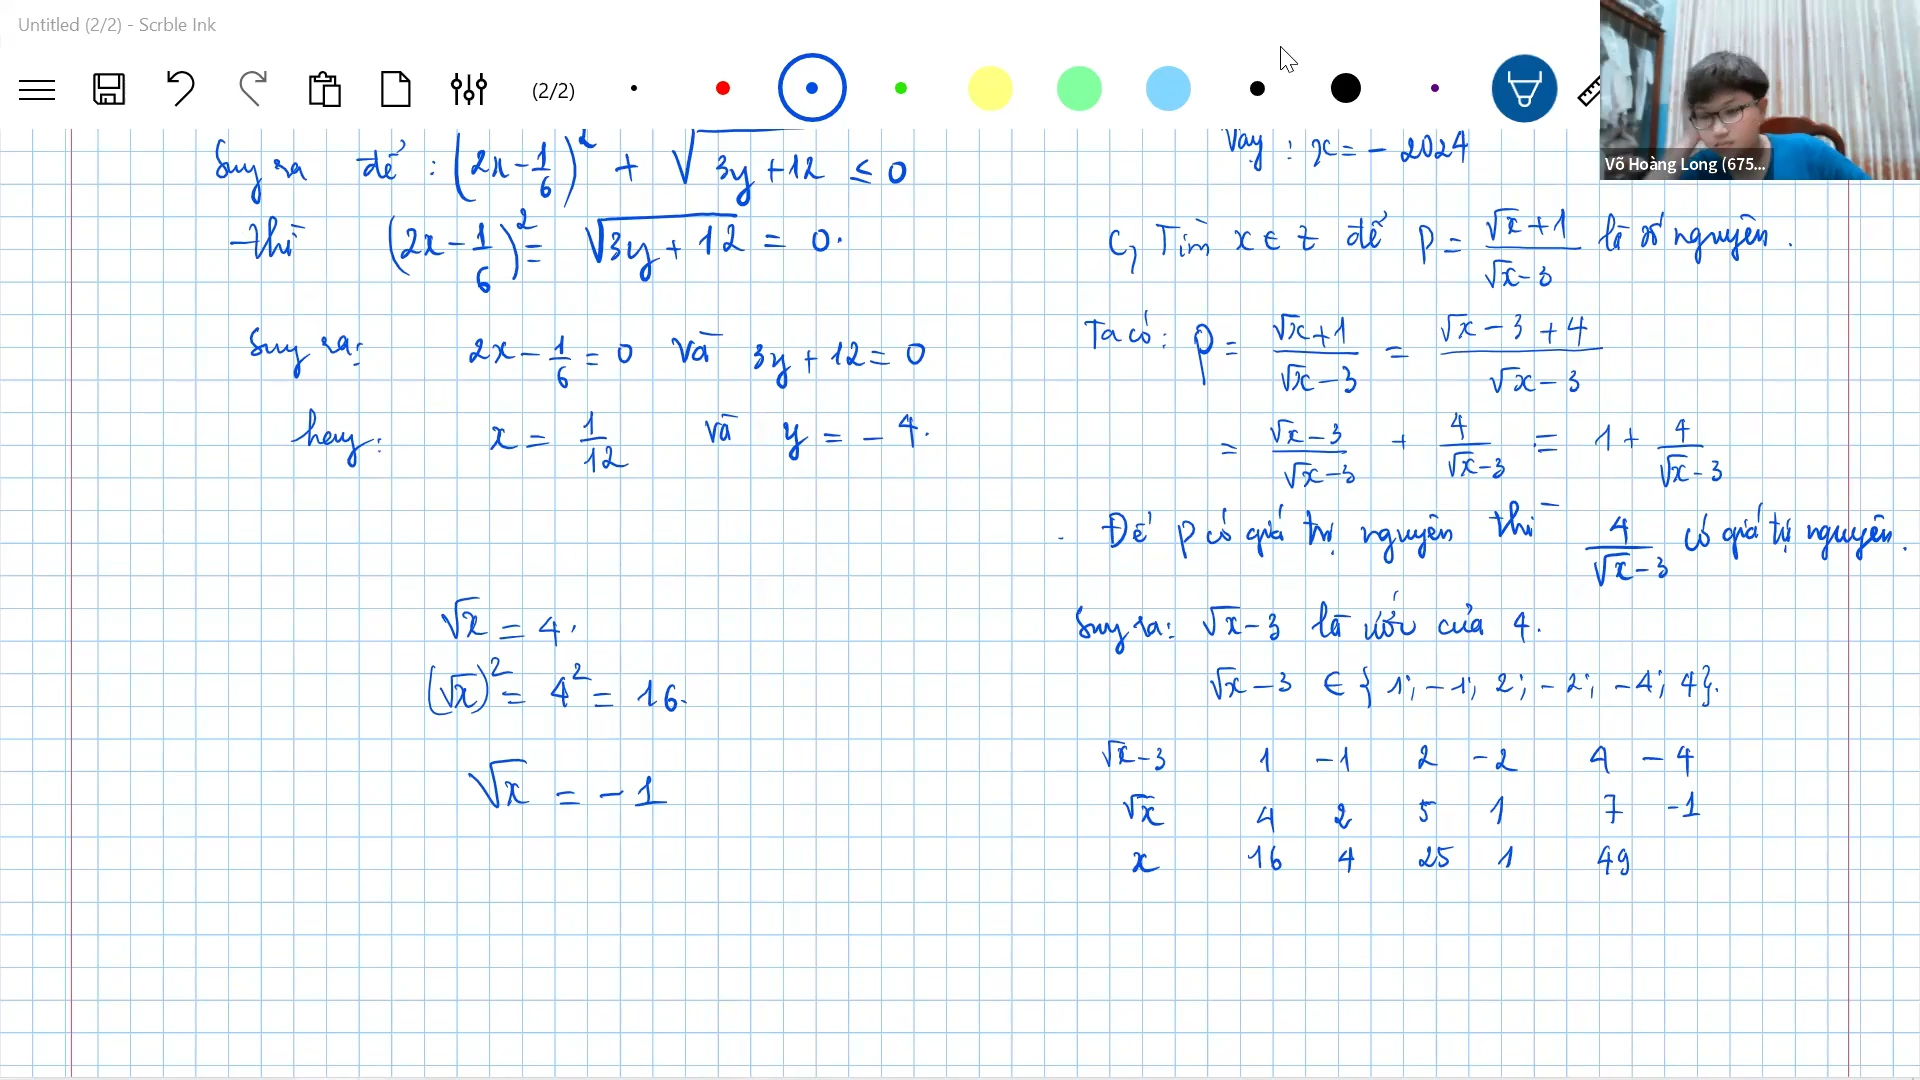 Untitled (2/2) - Scrble Ink
(2/2)
Võ Hoàng Long (675...
Suy ra để : (2x - 1/6)² + √(3y + 12) ≤ 0
thì (2x - 1/6)² = √(3y + 12) = 0.
Suy ra: 2x - 1/6 = 0 và 3y + 12 = 0
hay: x = 1/12 và y = - 4.
√x = 4.
(√x)² = 4² = 16.
√x = - 1
Vậy : x = - 2024
C, Tìm x ∈ Z để P = (√x + 1)/(√x - 3) là số nguyên.
Ta có: P = (√x + 1)/(√x - 3) = (√x - 3 + 4)/(√x - 3)
= (√x - 3)/(√x - 3) + 4/(√x - 3) = 1 + 4/(√x - 3)
Để P có giá trị nguyên thì 4/(√x - 3) có giá trị nguyên.
Suy ra: √x - 3 là ước của 4.
√x - 3 ∈ { 1; - 1; 2; - 2; - 4; 4}.
√x - 3 1 - 1 2 - 2 4 - 4
√x 4 2 5 1 7 - 1
x 16 4 25 1 49